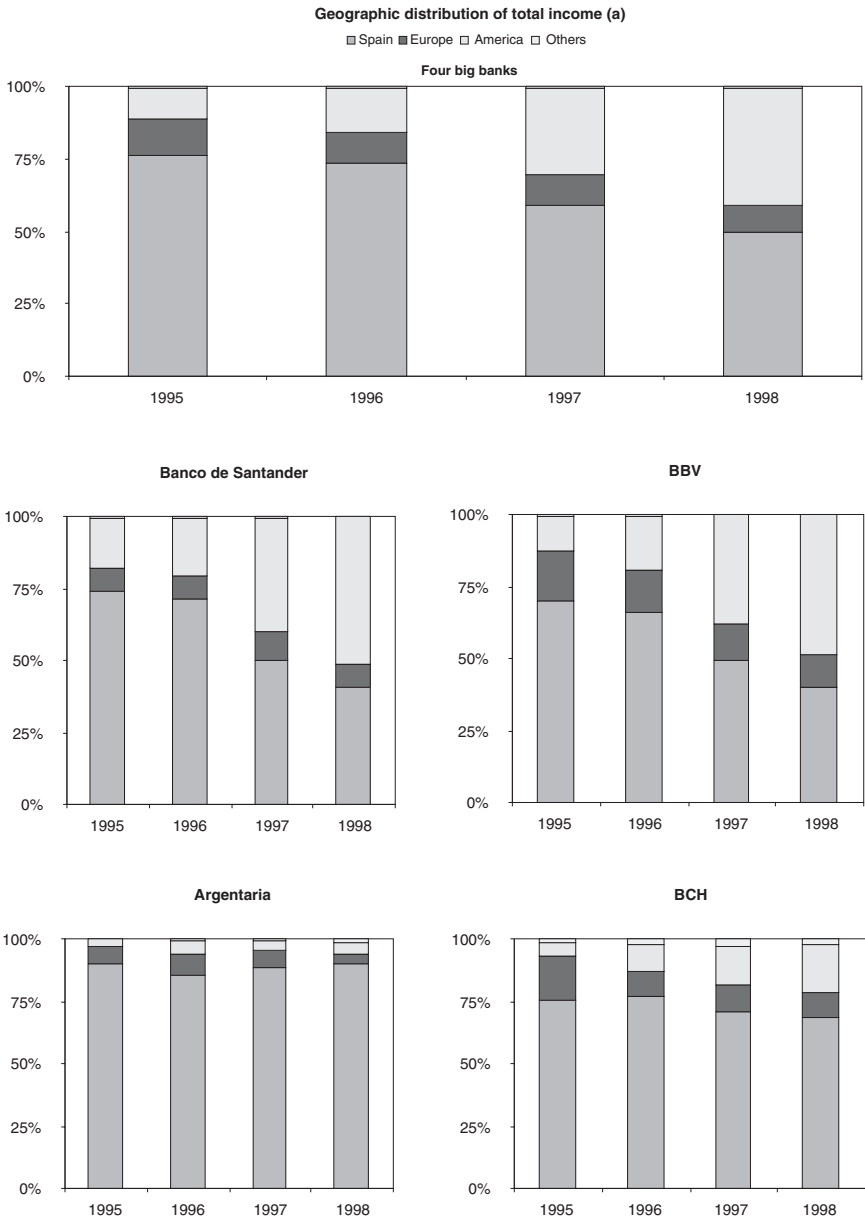 Geographic distribution of total income (a)
Spain Europe America Others
Four big banks
100%
75%
50%
25%
0%
1995 1996 1997 1998
Banco de Santander
100%
75%
50%
25%
0%
1995 1996 1997 1998
BBV
100%
75%
50%
25%
0%
1995 1996 1997 1998
Argentaria
100%
75%
50%
25%
0%
1995 1996 1997 1998
BCH
100%
75%
50%
25%
0%
1995 1996 1997 1998